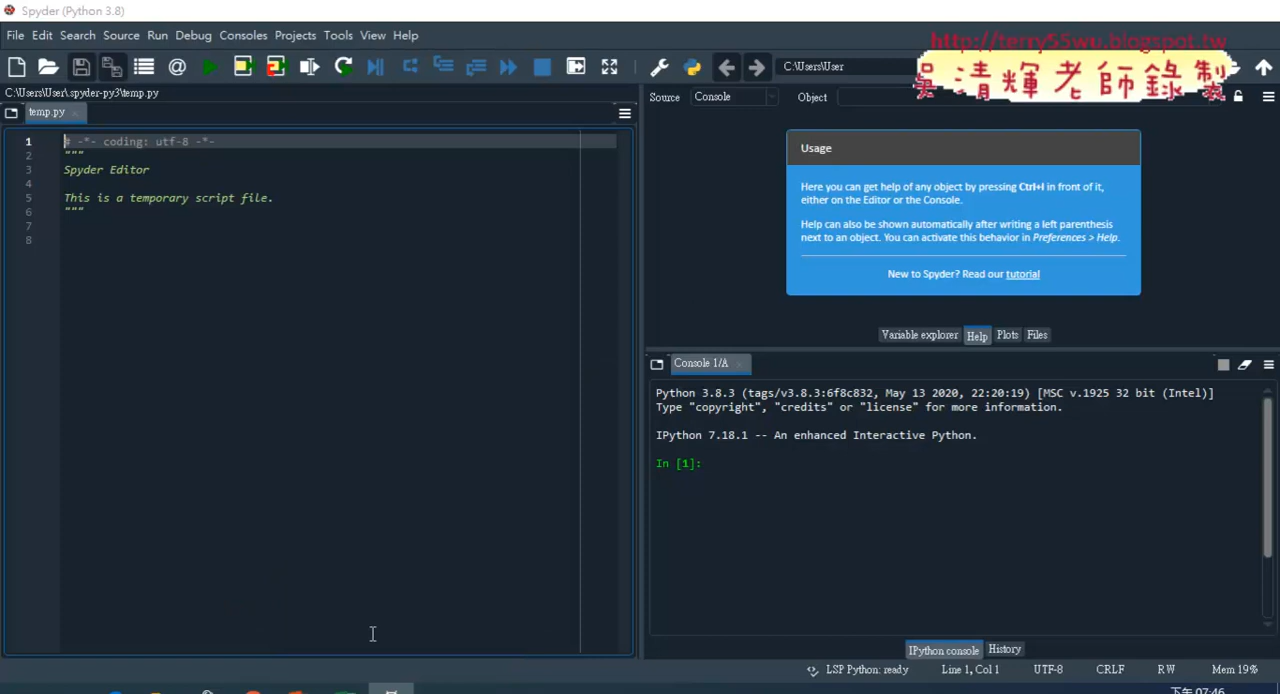 Spyder (Python 3.8)
File Edit Search Source Run Debug Consoles Projects Tools View Help
http://terry55wu.blogspot.tw
吳清輝老師錄製
C:\Users\User
C:\Users\User\.spyder-py3\temp.py
Source Console Object
temp.py
1 # -*- coding: utf-8 -*-
2 """
3 Spyder Editor
4
5 This is a temporary script file.
6 """
7
8
Usage
Here you can get help of any object by pressing Ctrl+I in front of it,
either on the Editor or the Console.
Help can also be shown automatically after writing a left parenthesis
next to an object. You can activate this behavior in Preferences > Help.
New to Spyder? Read our tutorial
Variable explorer Help Plots Files
Console 1/A
Python 3.8.3 (tags/v3.8.3:6f8c832, May 13 2020, 22:20:19) [MSC v.1925 32 bit (Intel)]
Type "copyright", "credits" or "license" for more information.
IPython 7.18.1 -- An enhanced Interactive Python.
In [1]:
IPython console History
LSP Python: ready Line 1, Col 1 UTF-8 CRLF RW Mem 19%
下午 07:46